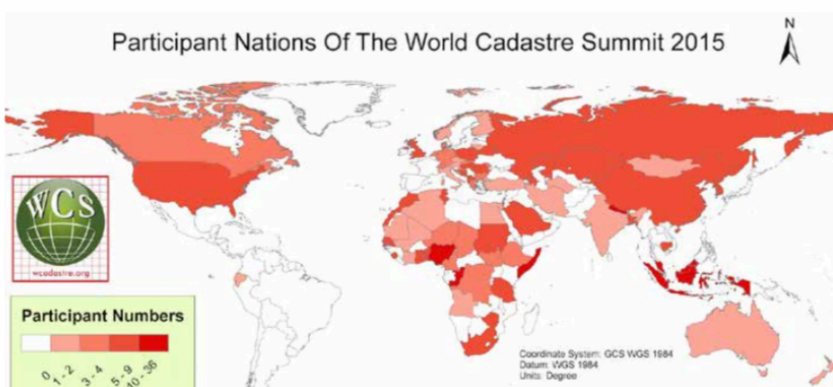 Participant Nations Of The World Cadastre Summit 2015
N
WCS
wcadastre.org
Participant Numbers
0
1 - 2
3 - 4
5 - 9
10 - 36
Coordinate System: GCS WGS 1984
Datum: WGS 1984
Units: Degree